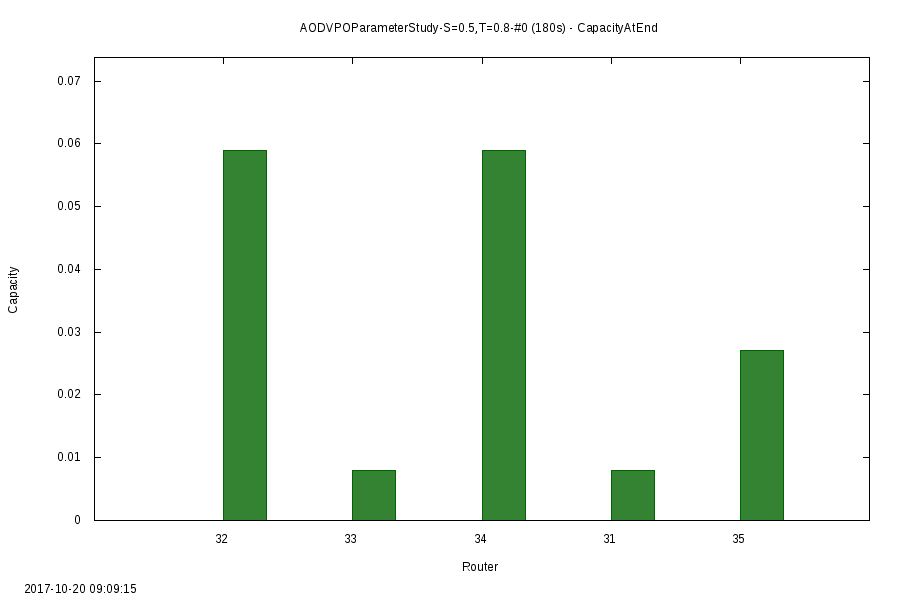 AODVPOParameterStudy-S=0.5,T=0.8-#0 (180s) - CapacityAtEnd
0.07
0.06
0.05
0.04
0.03
0.02
0.01
0
Capacity
32 33 34 31 35
Router
2017-10-20 09:09:15